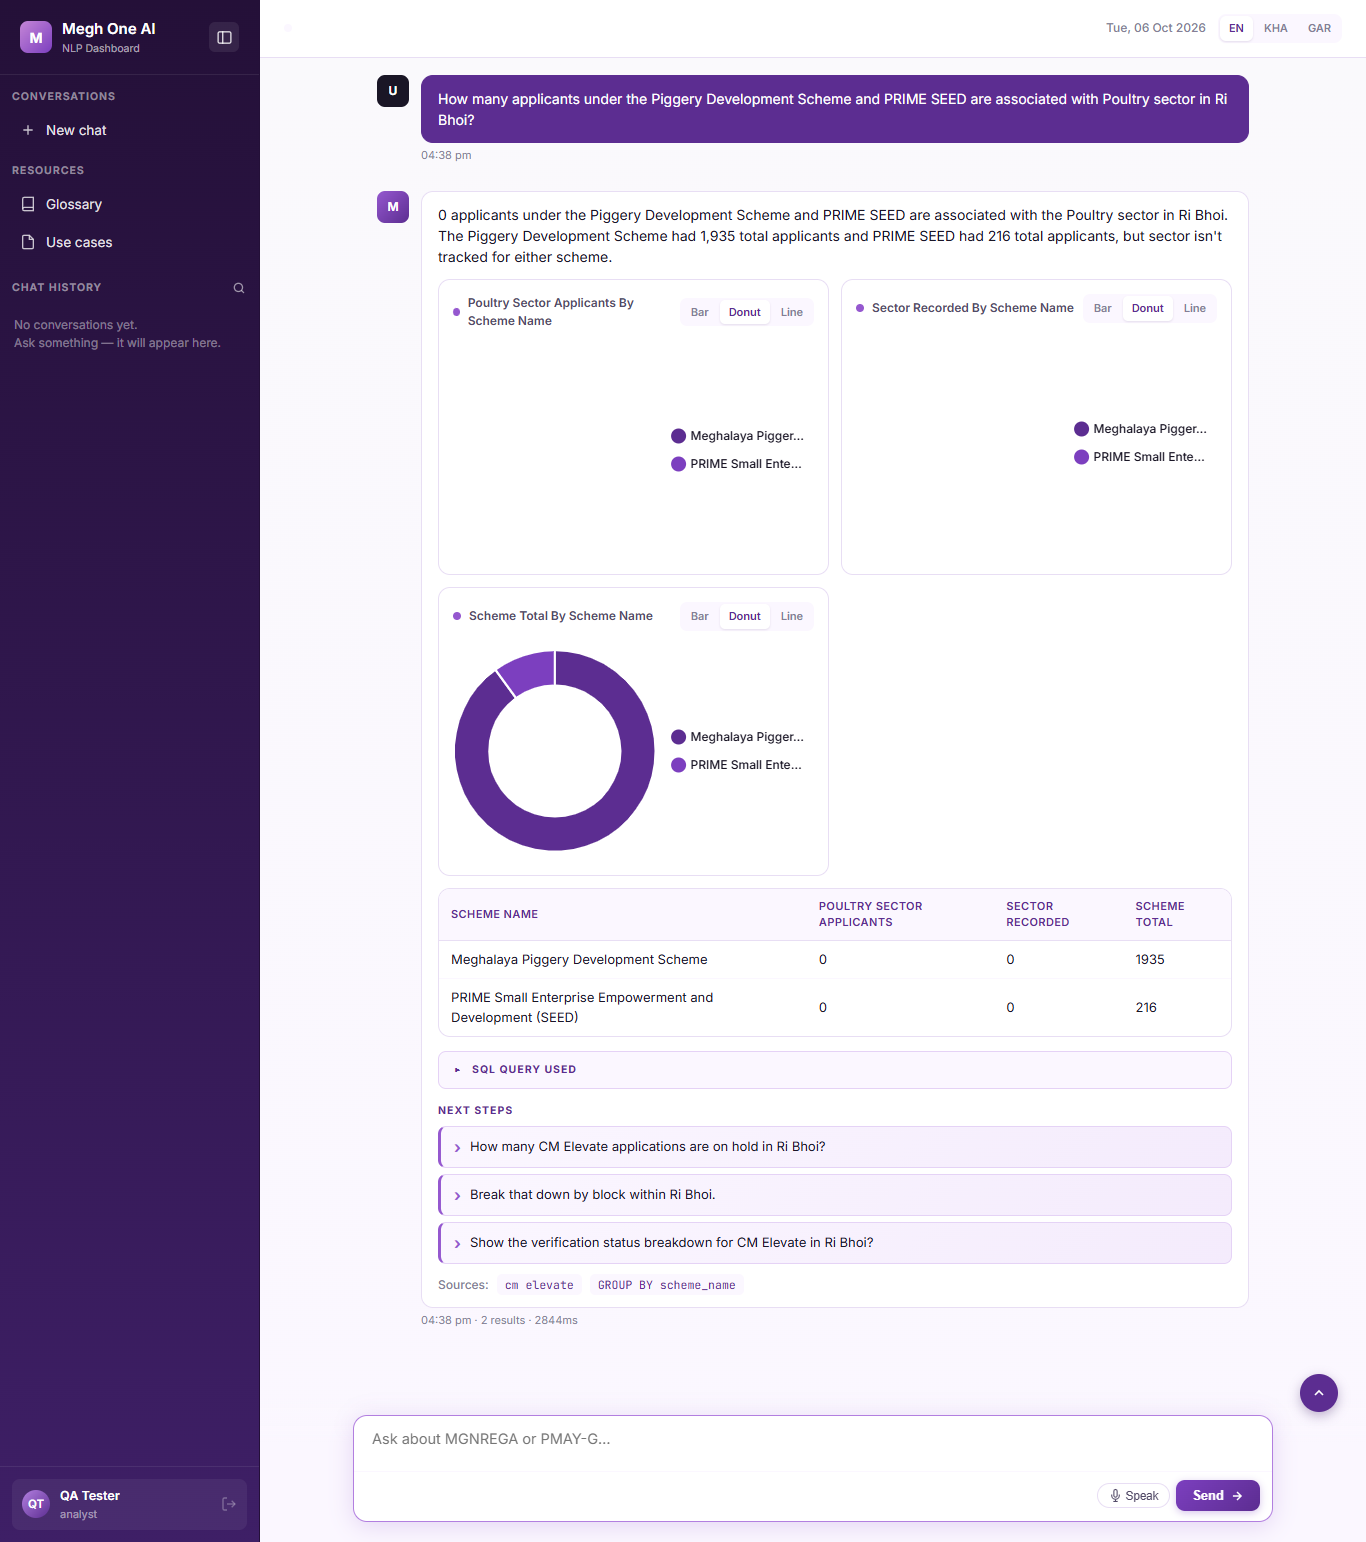 M
Megh One AI
NLP Dashboard
CONVERSATIONS
+ New chat
RESOURCES
Glossary
Use cases
CHAT HISTORY
No conversations yet.
Ask something — it will appear here.
QT
QA Tester
analyst
Tue, 06 Oct 2026
EN KHA GAR
U
How many applicants under the Piggery Development Scheme and PRIME SEED are associated with Poultry sector in Ri
Bhoi?
04:38 pm
M
0 applicants under the Piggery Development Scheme and PRIME SEED are associated with the Poultry sector in Ri Bhoi.
The Piggery Development Scheme had 1,935 total applicants and PRIME SEED had 216 total applicants, but sector isn't
tracked for either scheme.
Poultry Sector Applicants By
Scheme Name
Bar Donut Line
Meghalaya Pigger...
PRIME Small Ente...
Sector Recorded By Scheme Name
Bar Donut Line
Meghalaya Pigger...
PRIME Small Ente...
Scheme Total By Scheme Name
Bar Donut Line
Meghalaya Pigger...
PRIME Small Ente...
SCHEME NAME
POULTRY SECTOR
APPLICANTS
SECTOR
RECORDED
SCHEME
TOTAL
Meghalaya Piggery Development Scheme 0 0 1935
PRIME Small Enterprise Empowerment and
Development (SEED) 0 0 216
SQL QUERY USED
NEXT STEPS
How many CM Elevate applications are on hold in Ri Bhoi?
Break that down by block within Ri Bhoi.
Show the verification status breakdown for CM Elevate in Ri Bhoi?
Sources: cm elevate GROUP BY scheme_name
04:38 pm · 2 results · 2844ms
Ask about MGNREGA or PMAY-G...
Speak
Send →